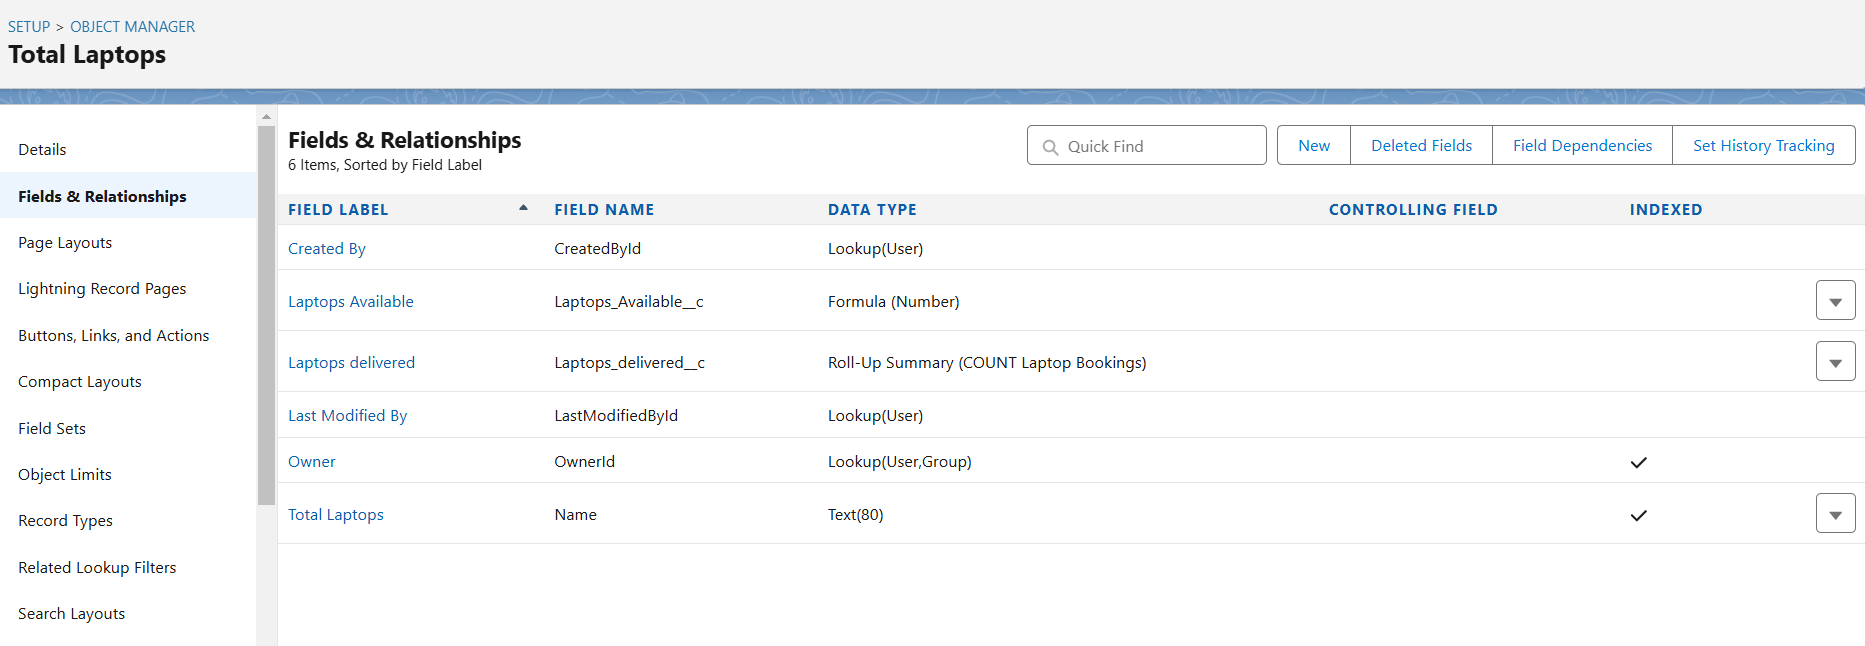 SETUP > OBJECT MANAGER
Total Laptops
Details
Fields & Relationships
Page Layouts
Lightning Record Pages
Buttons, Links, and Actions
Compact Layouts
Field Sets
Object Limits
Record Types
Related Lookup Filters
Search Layouts
Fields & Relationships
6 Items, Sorted by Field Label
Quick Find
New Deleted Fields Field Dependencies Set History Tracking
FIELD LABEL FIELD NAME DATA TYPE CONTROLLING FIELD INDEXED
Created By CreatedById Lookup(User)
Laptops Available Laptops_Available__c Formula (Number)
Laptops delivered Laptops_delivered__c Roll-Up Summary (COUNT Laptop Bookings)
Last Modified By LastModifiedById Lookup(User)
Owner OwnerId Lookup(User,Group)
Total Laptops Name Text(80)